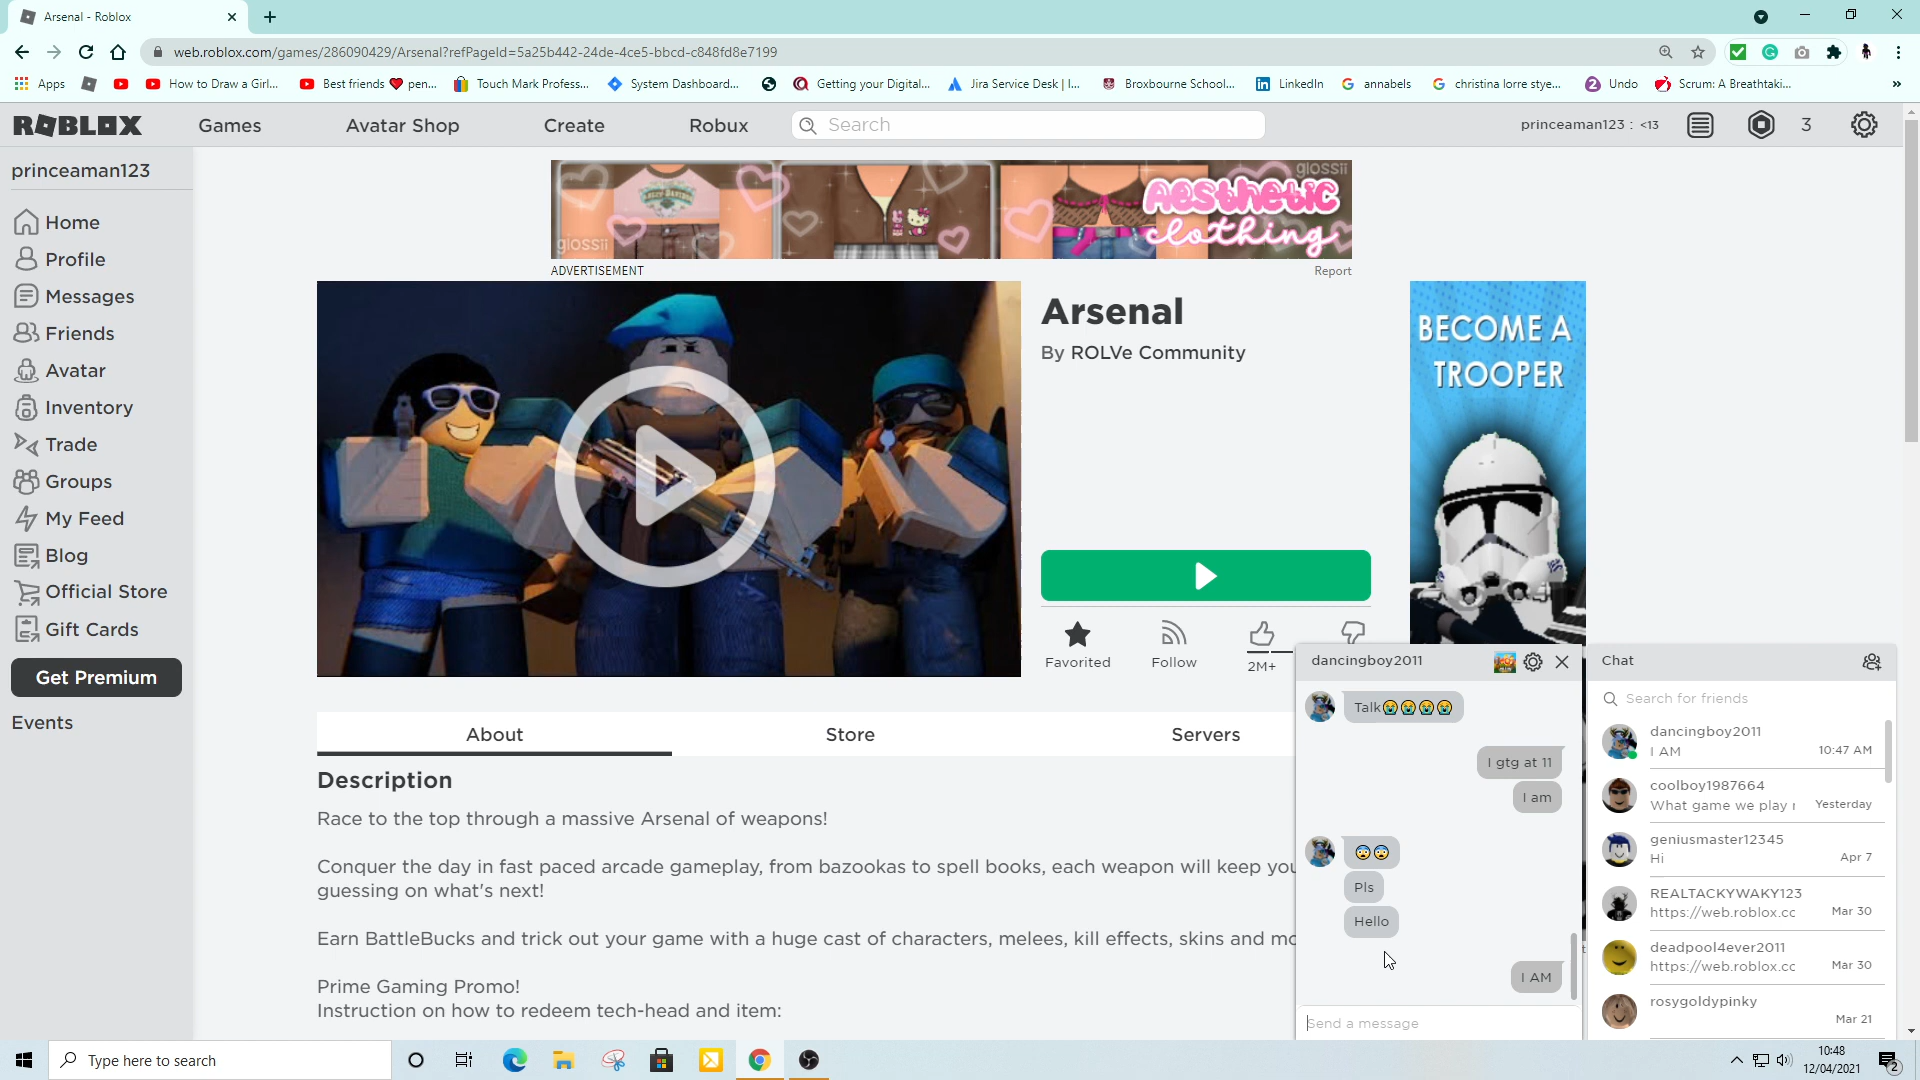 Arsenal - Roblox
web.roblox.com/games/286090429/Arsenal?refPageId=5a25b442-24de-4ce5-bbcd-c848fd8e7199
Apps
How to Draw a Girl...
Best friends ❤ pen...
Touch Mark Profess...
System Dashboard...
Getting your Digital...
Jira Service Desk | I...
Broxbourne School...
LinkedIn
annabels
christina lorre stye...
Undo
Scrum: A Breathtaki...
»
ROBLOX
Games
Avatar Shop
Create
Robux
Search
princeaman123 : <13
3
princeaman123
Home
Profile
Messages
Friends
Avatar
Inventory
Trade
Groups
My Feed
Blog
Official Store
Gift Cards
Get Premium
Events
glossii
glossii
Aesthetic
clothing
ADVERTISEMENT
Report
Arsenal
By ROLVe Community
BECOME A
TROOPER
Favorited
Follow
2M+
About
Store
Servers
Description
Race to the top through a massive Arsenal of weapons!
Conquer the day in fast paced arcade gameplay, from bazookas to spell books, each weapon will keep you
guessing on what's next!
Earn BattleBucks and trick out your game with a huge cast of characters, melees, kill effects, skins and mo
Prime Gaming Promo!
Instruction on how to redeem tech-head and item:
dancingboy2011
Talk😭😭😭😭
I gtg at 11
I am
😨😨
Pls
Hello
I AM
Send a message
Chat
Search for friends
dancingboy2011
I AM
10:47 AM
coolboy1987664
What game we play r
Yesterday
geniusmaster12345
Hi
Apr 7
REALTACKYWAKY123
https://web.roblox.cc
Mar 30
deadpool4ever2011
https://web.roblox.cc
Mar 30
rosygoldypinky
Mar 21
Type here to search
10:48
12/04/2021
2